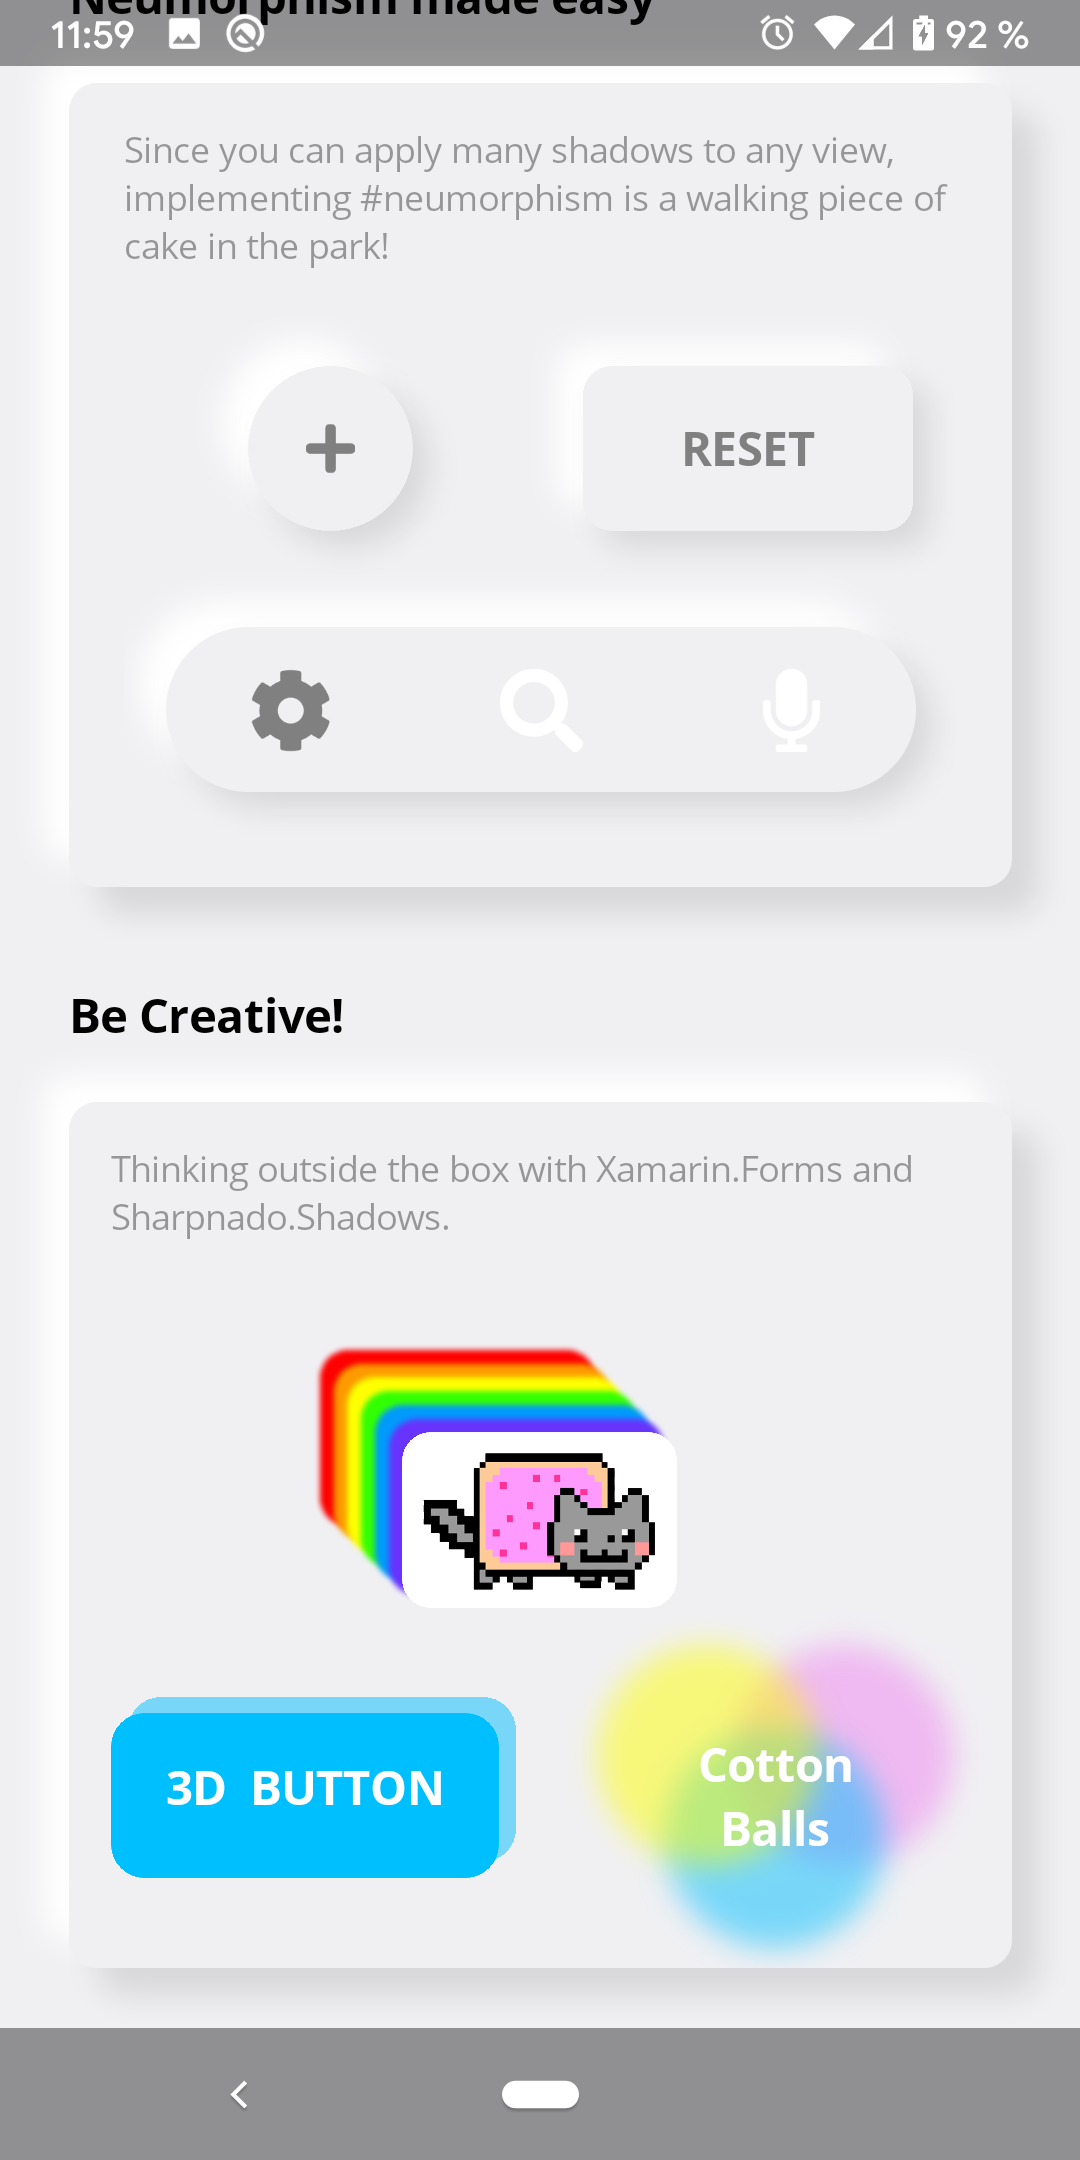 Neumorphism made easy
11:59
92 %
Since you can apply many shadows to any view,
implementing #neumorphism is a walking piece of
cake in the park!
RESET
Be Creative!
Thinking outside the box with Xamarin.Forms and
Sharpnado.Shadows.
3D  BUTTON
Cotton
Balls